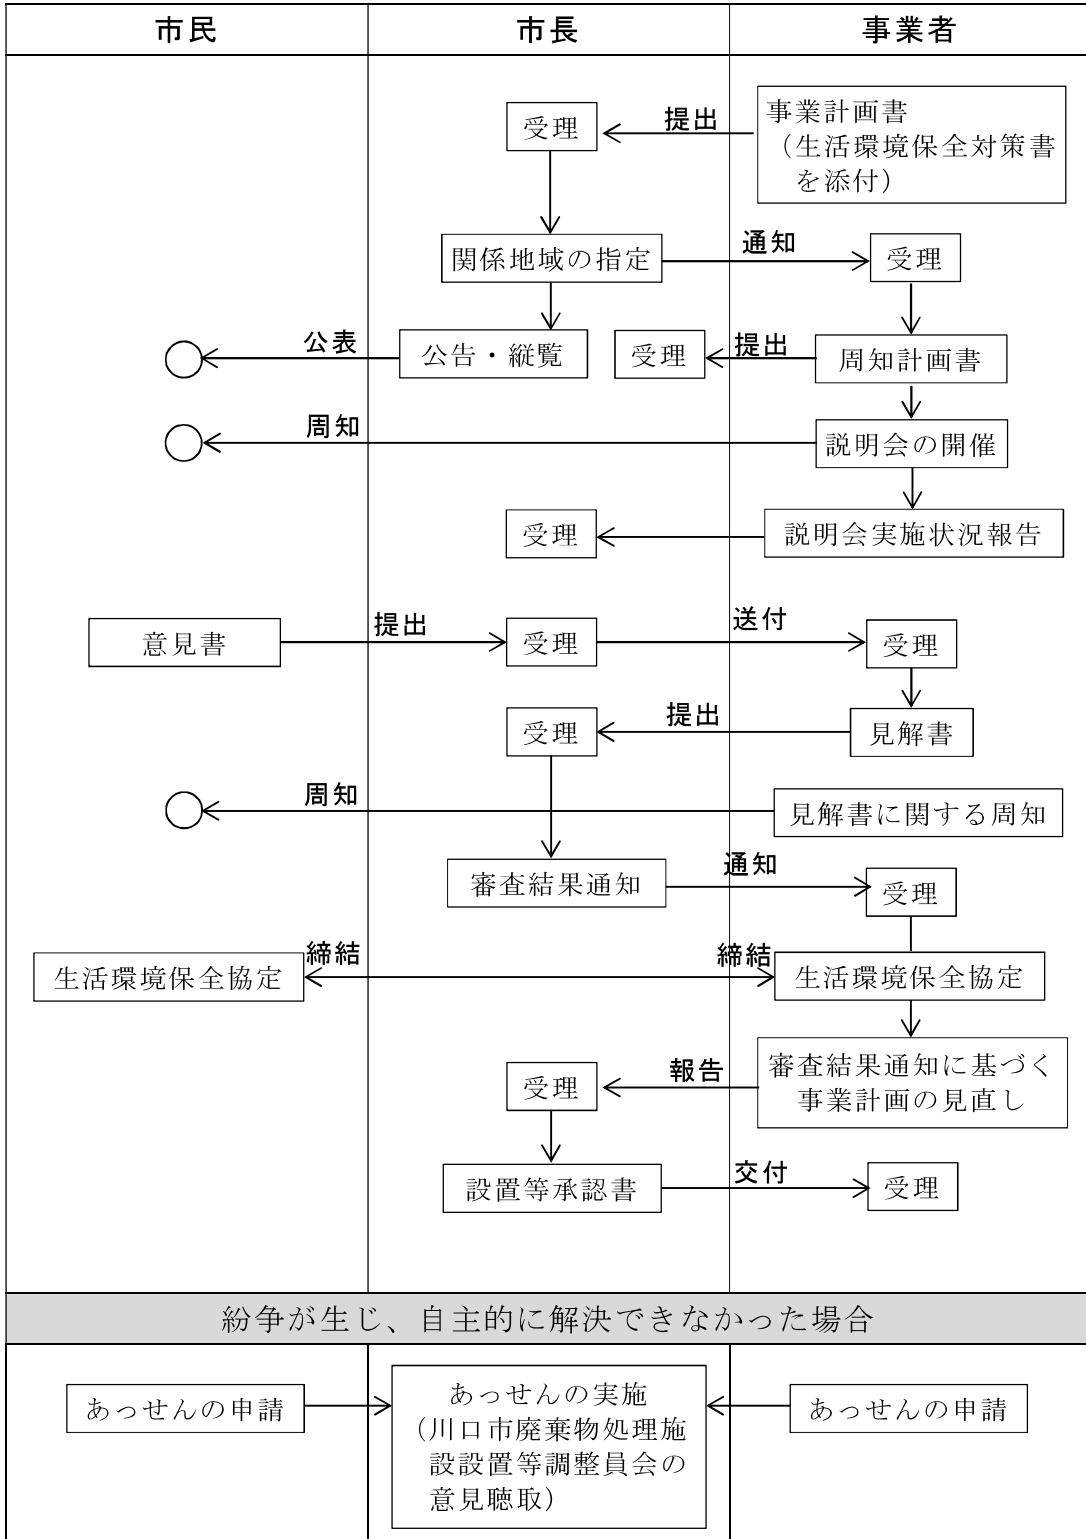 市民
市長
事業者
受理
提出
事業計画書
（生活環境保全対策書
を添付）
関係地域の指定
通知
受理
公表
公告・縦覧
受理
提出
周知計画書
周知
説明会の開催
受理
説明会実施状況報告
意見書
提出
受理
送付
受理
受理
提出
見解書
周知
見解書に関する周知
審査結果通知
通知
受理
生活環境保全協定
締結
締結
生活環境保全協定
受理
報告
審査結果通知に基づく
事業計画の見直し
設置等承認書
交付
受理
紛争が生じ、自主的に解決できなかった場合
あっせんの申請
あっせんの実施
（川口市廃棄物処理施
設設置等調整員会の
意見聴取）
あっせんの申請